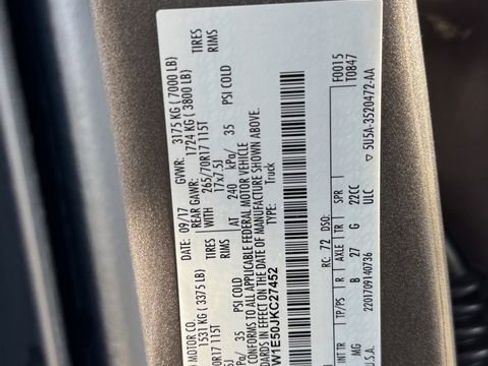 D MOTOR CO.
DATE: 09/17 GVWR: 3175 KG ( 7000 LB)
1531 KG ( 3375 LB) REAR GAWR: 1724 KG ( 3800 LB)
70R17 115T TIRES 265/70R17 115T TIRES
WITH 17x7.5J RIMS
RIMS
/ 35 PSI COLD AT 240 kPa/ 35 PSI COLD
CONFORMS TO ALL APPLICABLE FEDERAL MOTOR VEHICLE
DARDS IN EFFECT ON THE DATE OF MANUFACTURE SHOWN ABOVE.
W1E50JKC27452 TYPE: Truck
F0015
RC: 72 DSO: T0847
INT TR TP/PS R AXLE TR SPR
I B 27 G 22CC
2201709140736 ULC
U.S.A. 5U5A-3520472-AA